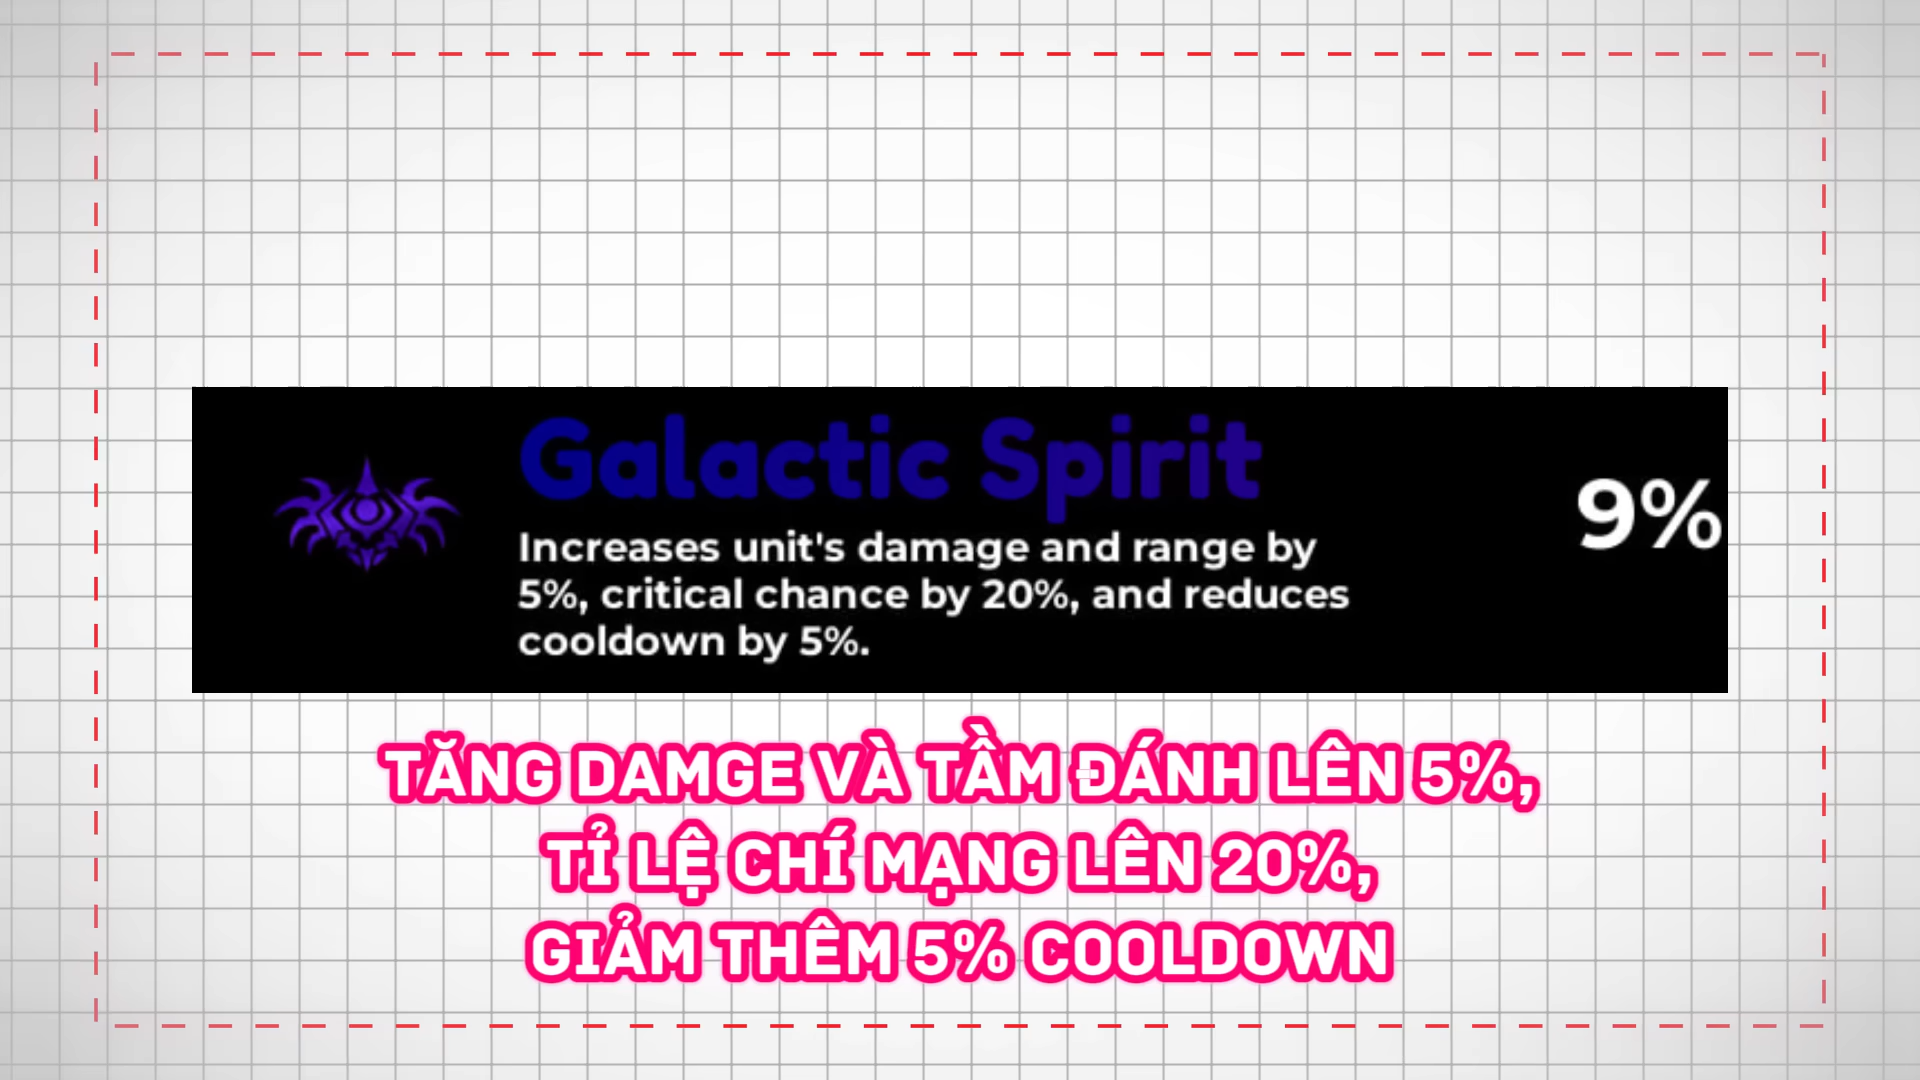 Galactic Spirit
Increases unit's damage and range by
5%, critical chance by 20%, and reduces
cooldown by 5%.
9%
TĂNG DAMGE VÀ TẦM ĐÁNH LÊN 5%,
TỈ LỆ CHÍ MẠNG LÊN 20%,
GIẢM THÊM 5% COOLDOWN